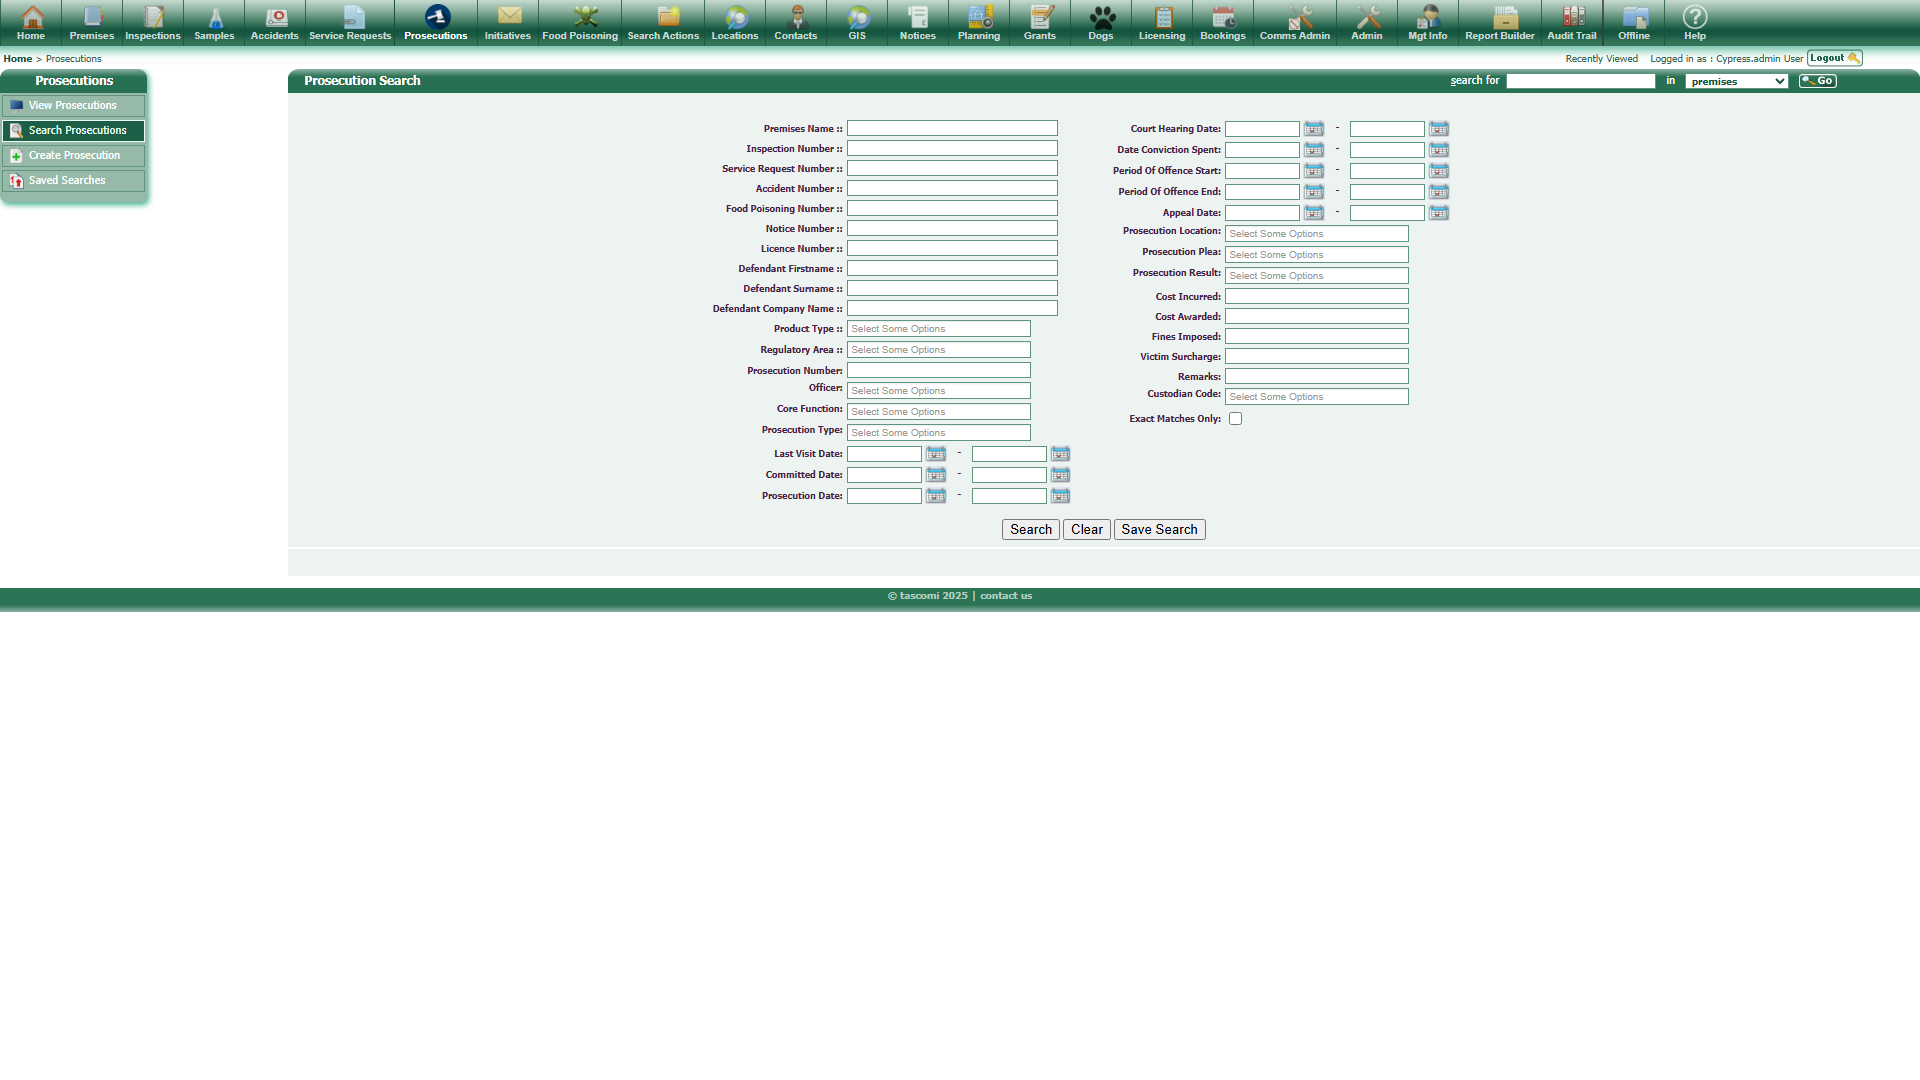 Home Premises Inspections Samples Accidents Service Requests Prosecutions Initiatives Food Poisoning Search Actions Locations Contacts GIS Notices Planning Grants Dogs Licensing Bookings Comms Admin Admin Mgt Info Report Builder Audit Trail Offline Help
Home > Prosecutions
Recently Viewed Logged in as : Cypress.admin User Logout
Prosecutions
View Prosecutions
Search Prosecutions
Create Prosecution
Saved Searches
Prosecution Search
search for in premises Go
Premises Name ::
Inspection Number ::
Service Request Number ::
Accident Number ::
Food Poisoning Number ::
Notice Number ::
Licence Number ::
Defendant Firstname ::
Defendant Surname ::
Defendant Company Name ::
Product Type :: Select Some Options
Regulatory Area :: Select Some Options
Prosecution Number:
Officer: Select Some Options
Core Function: Select Some Options
Prosecution Type: Select Some Options
Last Visit Date: -
Committed Date: -
Prosecution Date: -
Court Hearing Date: -
Date Conviction Spent: -
Period Of Offence Start: -
Period Of Offence End: -
Appeal Date: -
Prosecution Location: Select Some Options
Prosecution Plea: Select Some Options
Prosecution Result: Select Some Options
Cost Incurred:
Cost Awarded:
Fines Imposed:
Victim Surcharge:
Remarks:
Custodian Code: Select Some Options
Exact Matches Only:
Search Clear Save Search
© tascomi 2025 | contact us